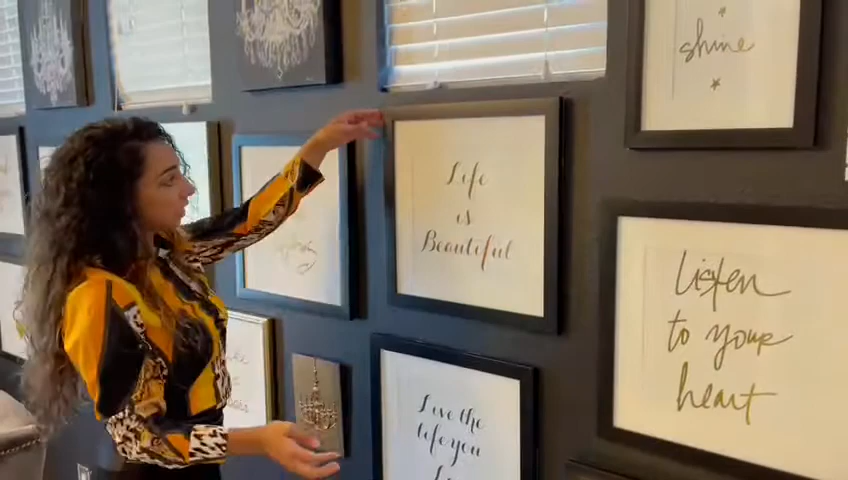 shine
Life
is
Beautiful
listen
to your
heart
Live the
life you